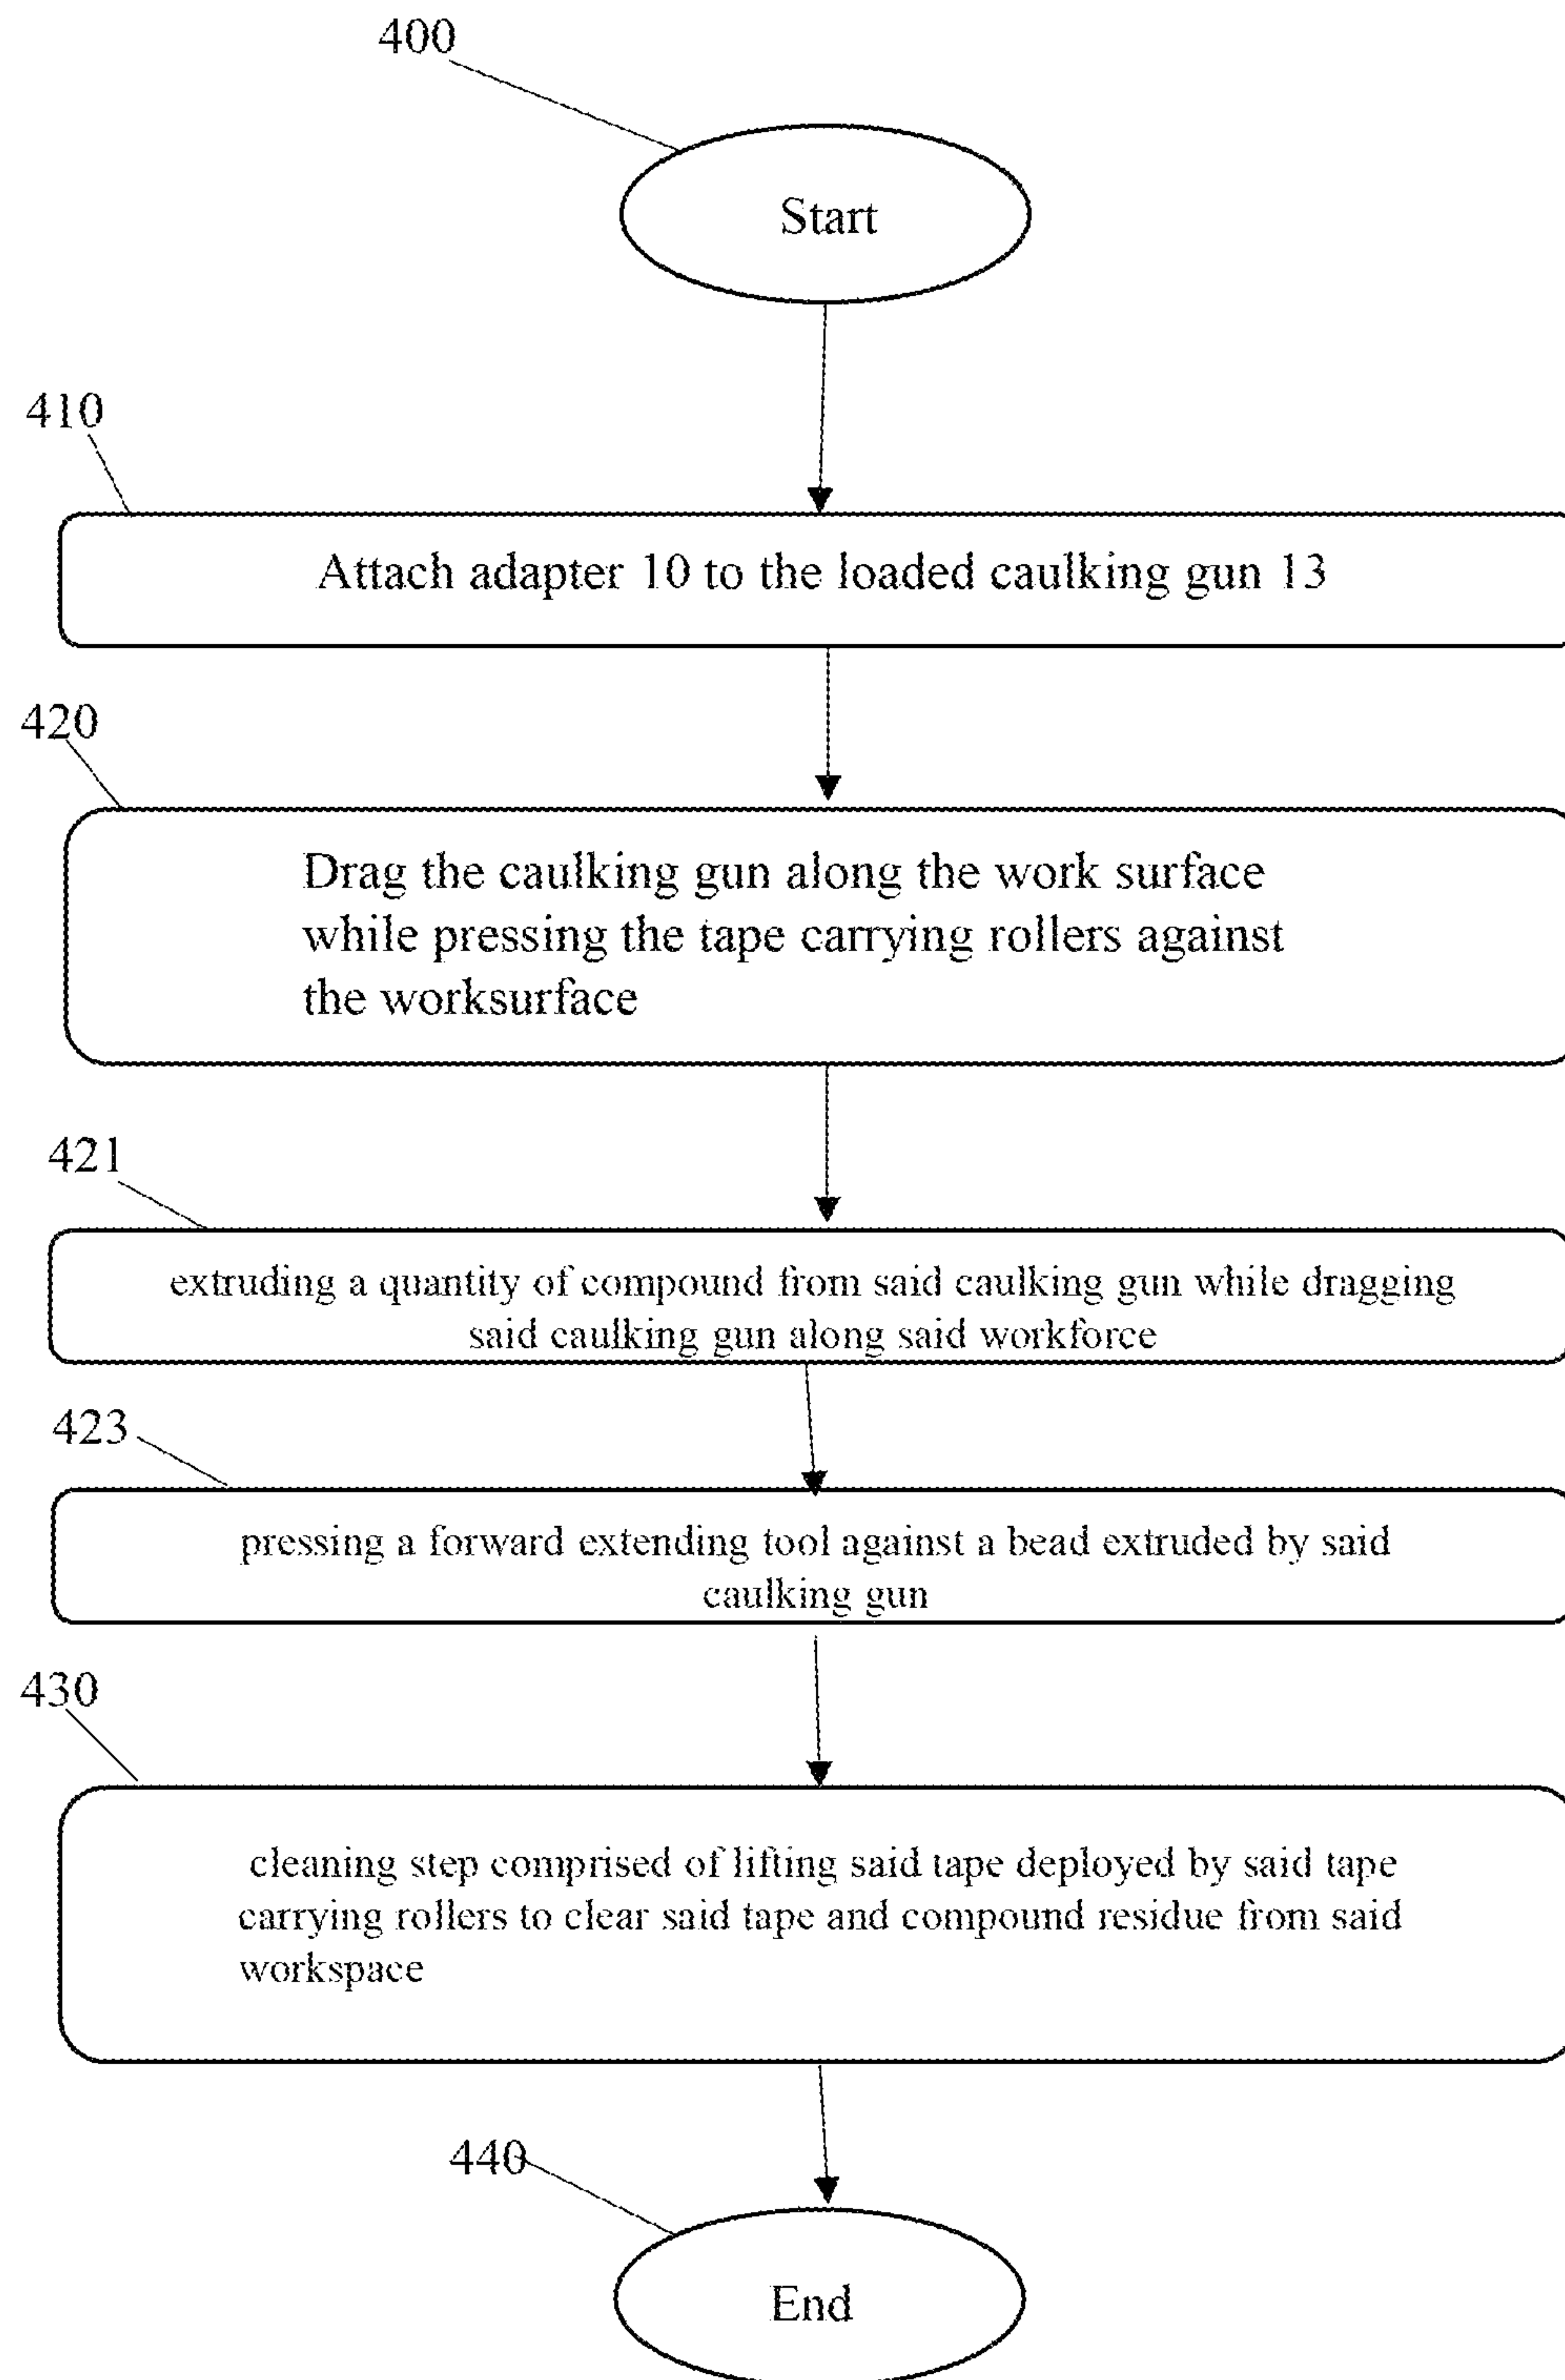 400
Start
410
Attach adapter 10 to the loaded caulking gun 13
420
Drag the caulking gun along the work surface
while pressing the tape carrying rollers against
the worksurface
421
extruding a quantity of compound from said caulking gun while dragging
said caulking gun along said workforce
423
pressing a forward extending tool against a bead extruded by said
caulking gun
430
cleaning step comprised of lifting said tape deployed by said tape
carrying rollers to clear said tape and compound residue from said
workspace
440
End